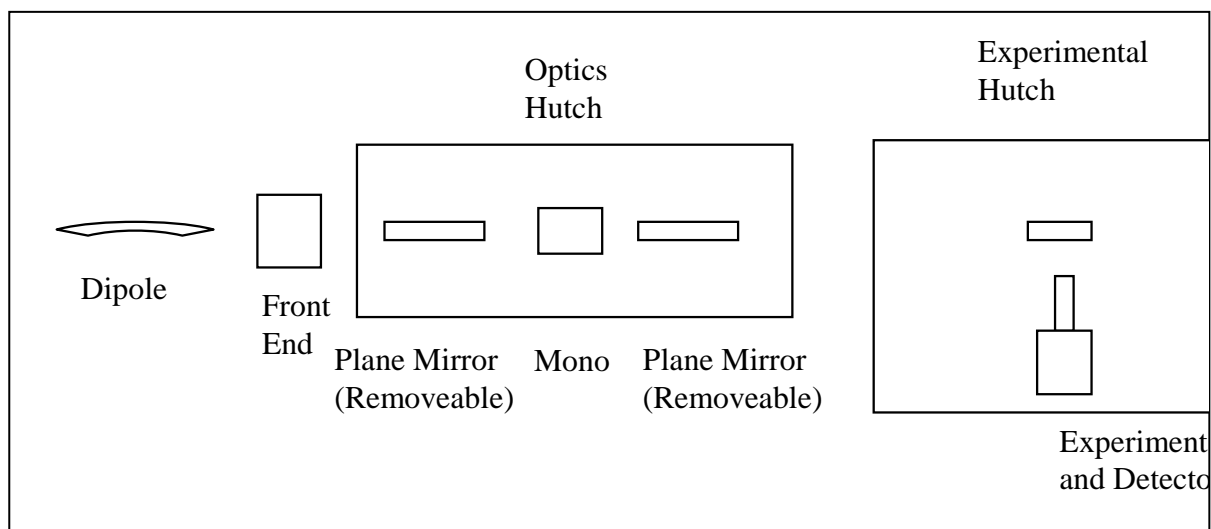 Optics
Hutch
Experimental
Hutch
Dipole
Front
End
Plane Mirror
(Removeable)
Mono
Plane Mirror
(Removeable)
Experiment
and Detecto